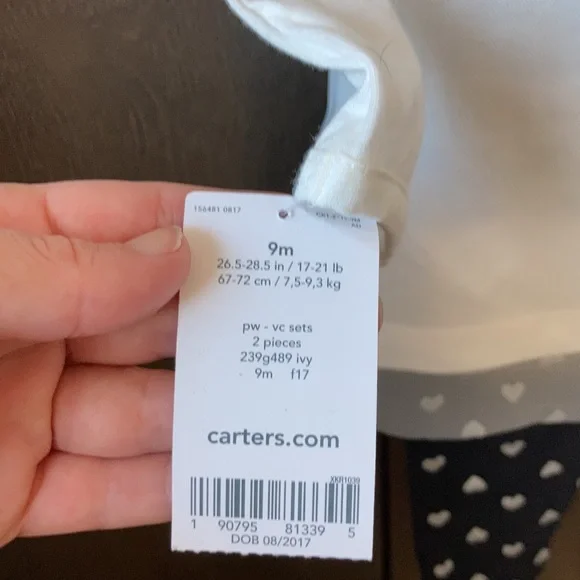 156481 0817
9m
26.5-28.5 in / 17-21 lb
67-72 cm / 7,5-9,3 kg
pw - vc sets
2 pieces
239g489 ivy
9m f17
carters.com
XKR1039
1 90795 81339 5
DOB 08/2017